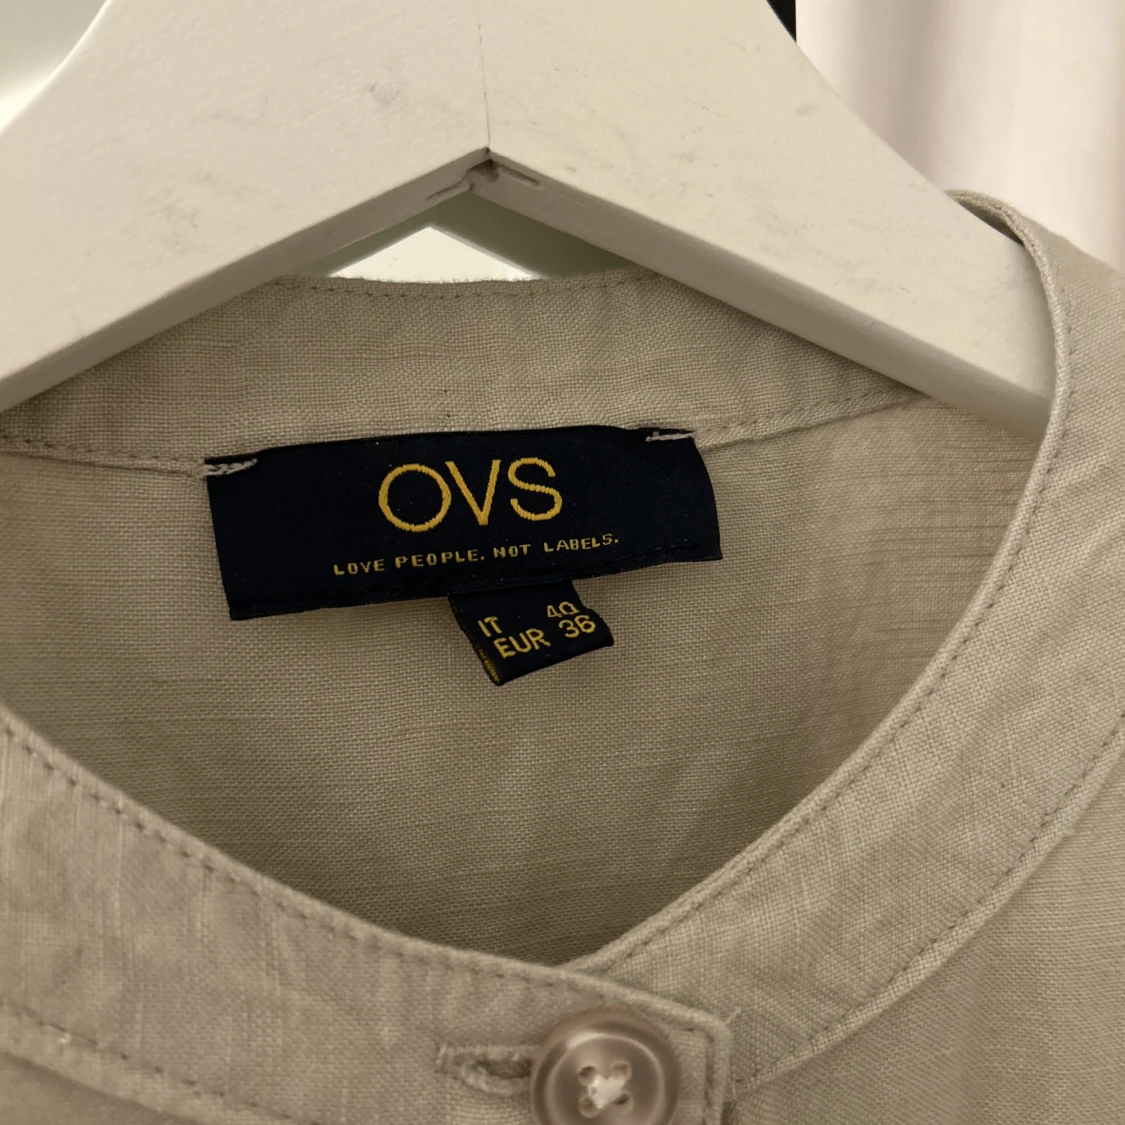 OVS
LOVE PEOPLE. NOT LABELS.
IT 40
EUR 36